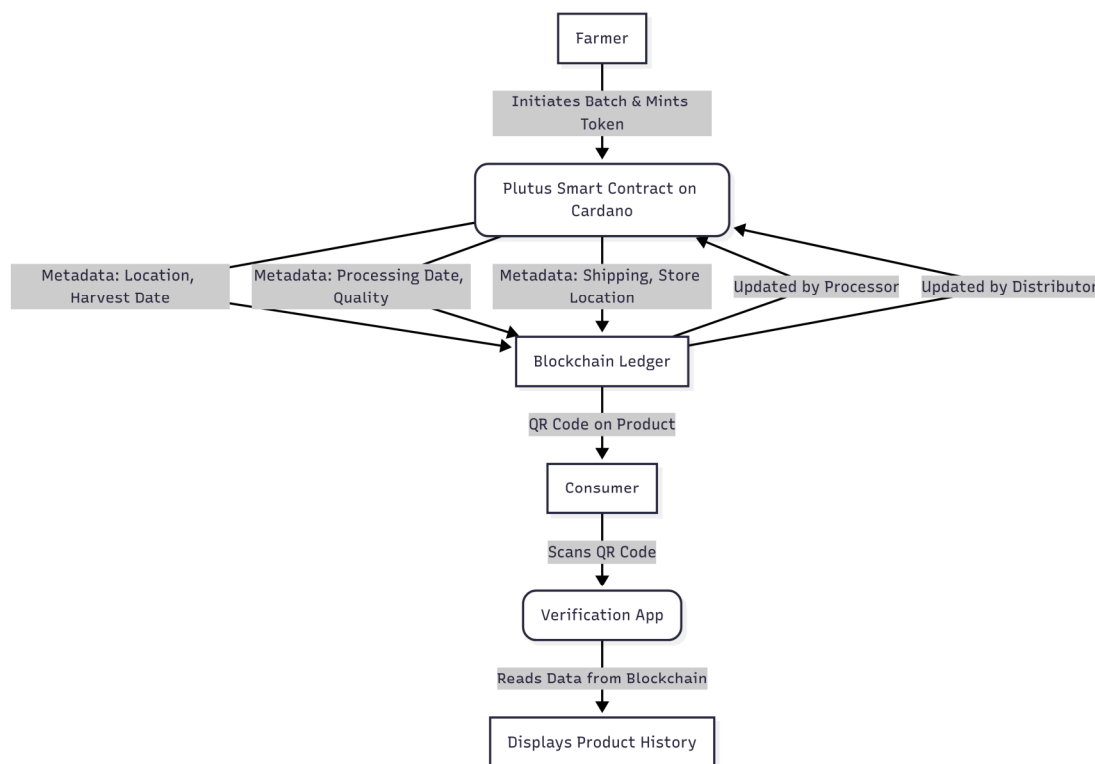 Farmer
Initiates Batch & Mints
Token
Plutus Smart Contract on
Cardano
Metadata: Location,
Harvest Date
Metadata: Processing Date,
Quality
Metadata: Shipping, Store
Location
Updated by Processor
Updated by Distributor
Blockchain Ledger
QR Code on Product
Consumer
Scans QR Code
Verification App
Reads Data from Blockchain
Displays Product History